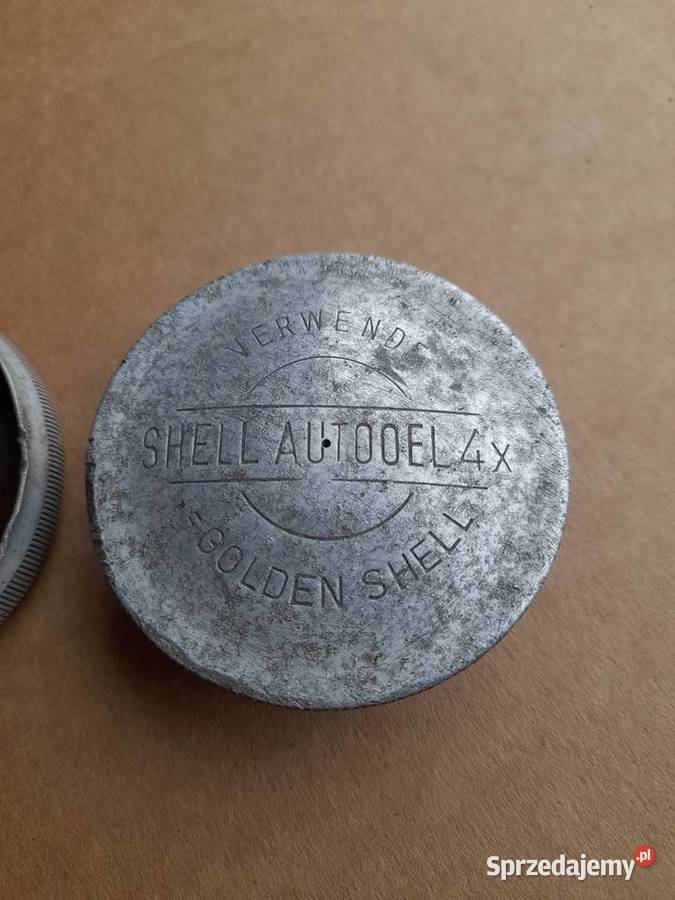 VERWENDE
SHELL AUTOOEL 4x
=GOLDEN SHELL
Sprzedajemy.pl